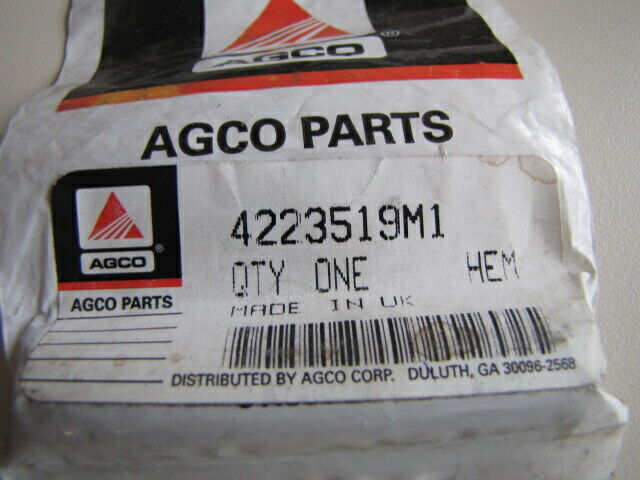 AGCO®
AGCO PARTS
AGCO®
AGCO PARTS
4223519M1
QTY ONE HEM
MADE IN UK
DISTRIBUTED BY AGCO CORP. DULUTH, GA 30096-2568